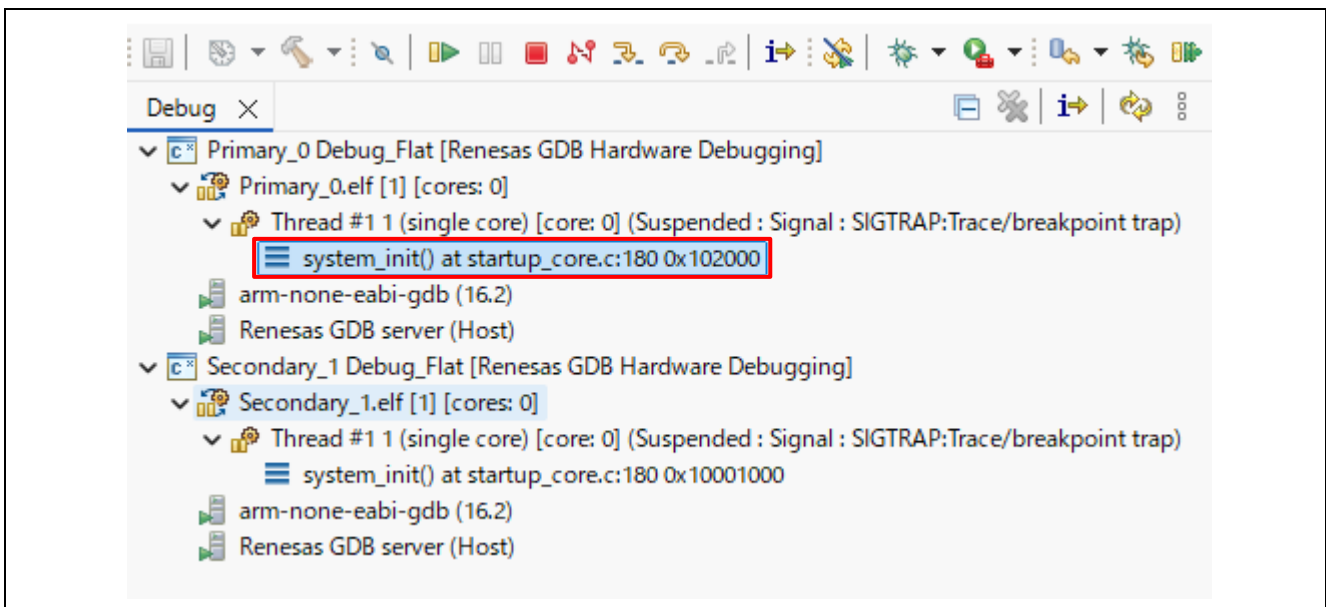 Debug
Primary_0 Debug_Flat [Renesas GDB Hardware Debugging]
Primary_0.elf [1] [cores: 0]
Thread #1 1 (single core) [core: 0] (Suspended : Signal : SIGTRAP:Trace/breakpoint trap)
system_init() at startup_core.c:180 0x102000
arm-none-eabi-gdb (16.2)
Renesas GDB server (Host)
Secondary_1 Debug_Flat [Renesas GDB Hardware Debugging]
Secondary_1.elf [1] [cores: 0]
Thread #1 1 (single core) [core: 0] (Suspended : Signal : SIGTRAP:Trace/breakpoint trap)
system_init() at startup_core.c:180 0x10001000
arm-none-eabi-gdb (16.2)
Renesas GDB server (Host)